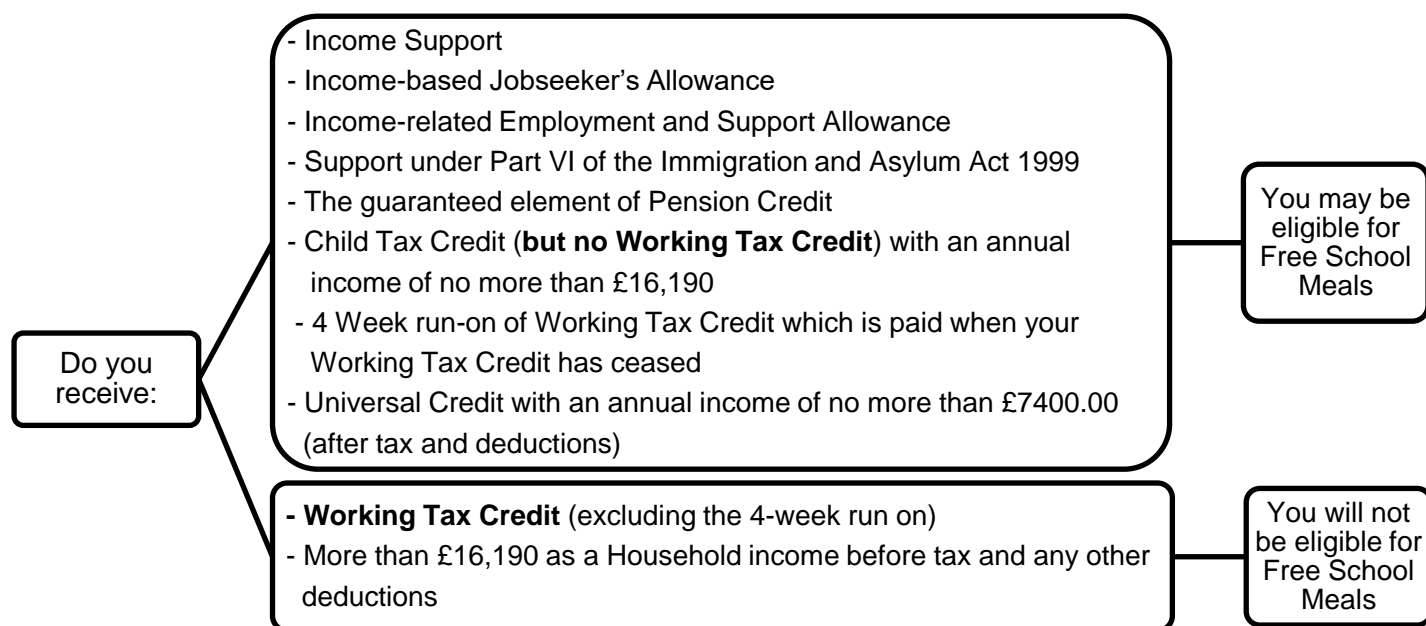 Do you
receive:
- Income Support
- Income-based Jobseeker’s Allowance
- Income-related Employment and Support Allowance
- Support under Part VI of the Immigration and Asylum Act 1999
- The guaranteed element of Pension Credit
- Child Tax Credit (but no Working Tax Credit) with an annual
income of no more than £16,190
- 4 Week run-on of Working Tax Credit which is paid when your
Working Tax Credit has ceased
- Universal Credit with an annual income of no more than £7400.00
(after tax and deductions)
You may be
eligible for
Free School
Meals
- Working Tax Credit (excluding the 4-week run on)
- More than £16,190 as a Household income before tax and any other
deductions
You will not
be eligible for
Free School
Meals